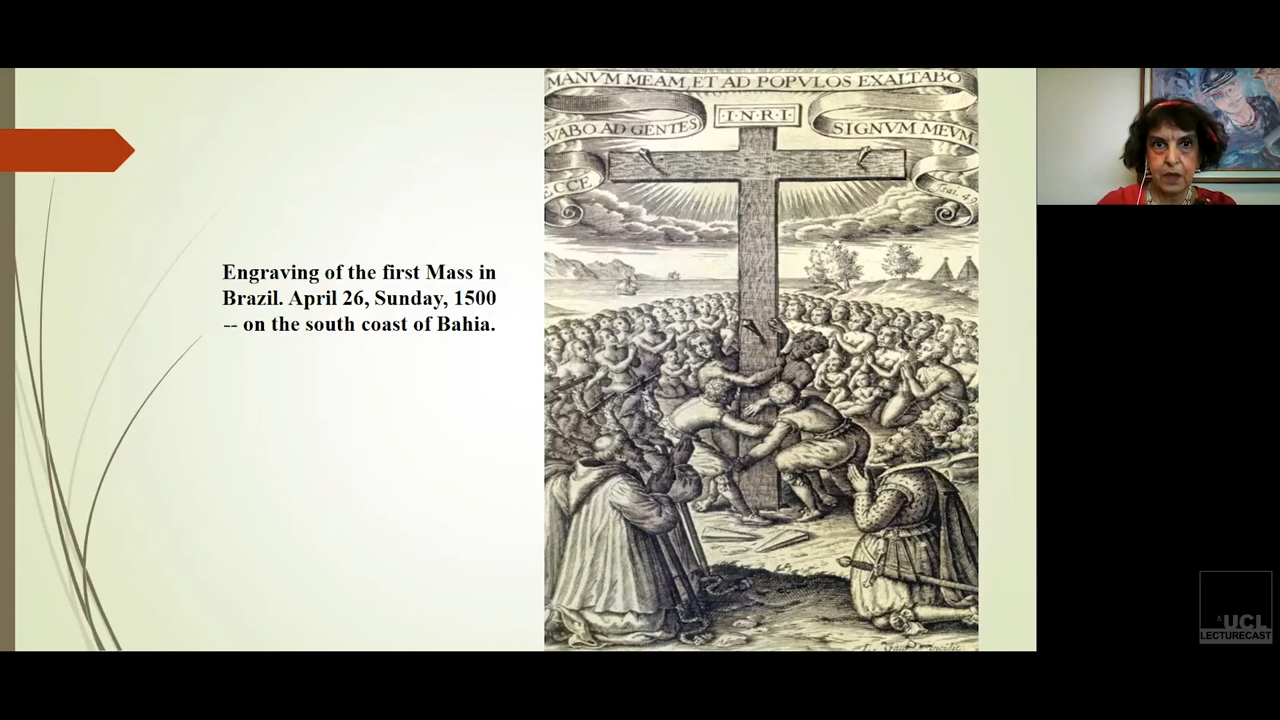 Engraving of the first Mass in
Brazil. April 26, Sunday, 1500
-- on the south coast of Bahia.
MANVM MEAM, ET AD POPVLOS EXALTABO
VABO AD GENTES
·I·N·R·I·
SIGNVM MEVM,
ECCE
Isai. 49
UCL
LECTURECAST